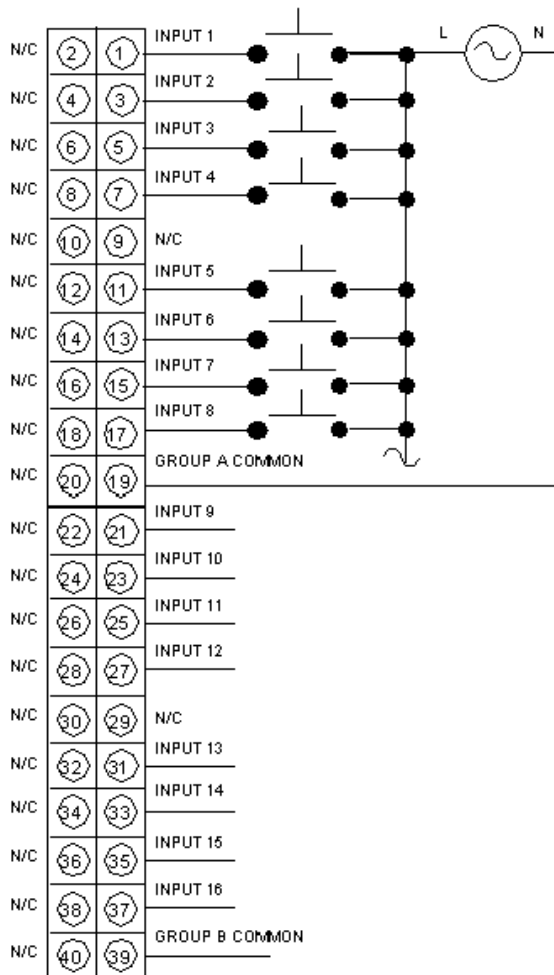 INPUT 1 L N
N/C 2 1
INPUT 2
N/C 4 3
INPUT 3
N/C 6 5
INPUT 4
N/C 8 7
N/C 10 9 N/C
INPUT 5
N/C 12 11
INPUT 6
N/C 14 13
INPUT 7
N/C 16 15
INPUT 8
N/C 18 17
GROUP A COMMON
N/C 20 19
INPUT 9
N/C 22 21
INPUT 10
N/C 24 23
INPUT 11
N/C 26 25
INPUT 12
N/C 28 27
N/C 30 29 N/C
INPUT 13
N/C 32 31
INPUT 14
N/C 34 33
INPUT 15
N/C 36 35
INPUT 16
N/C 38 37
GROUP B COMMON
N/C 40 39